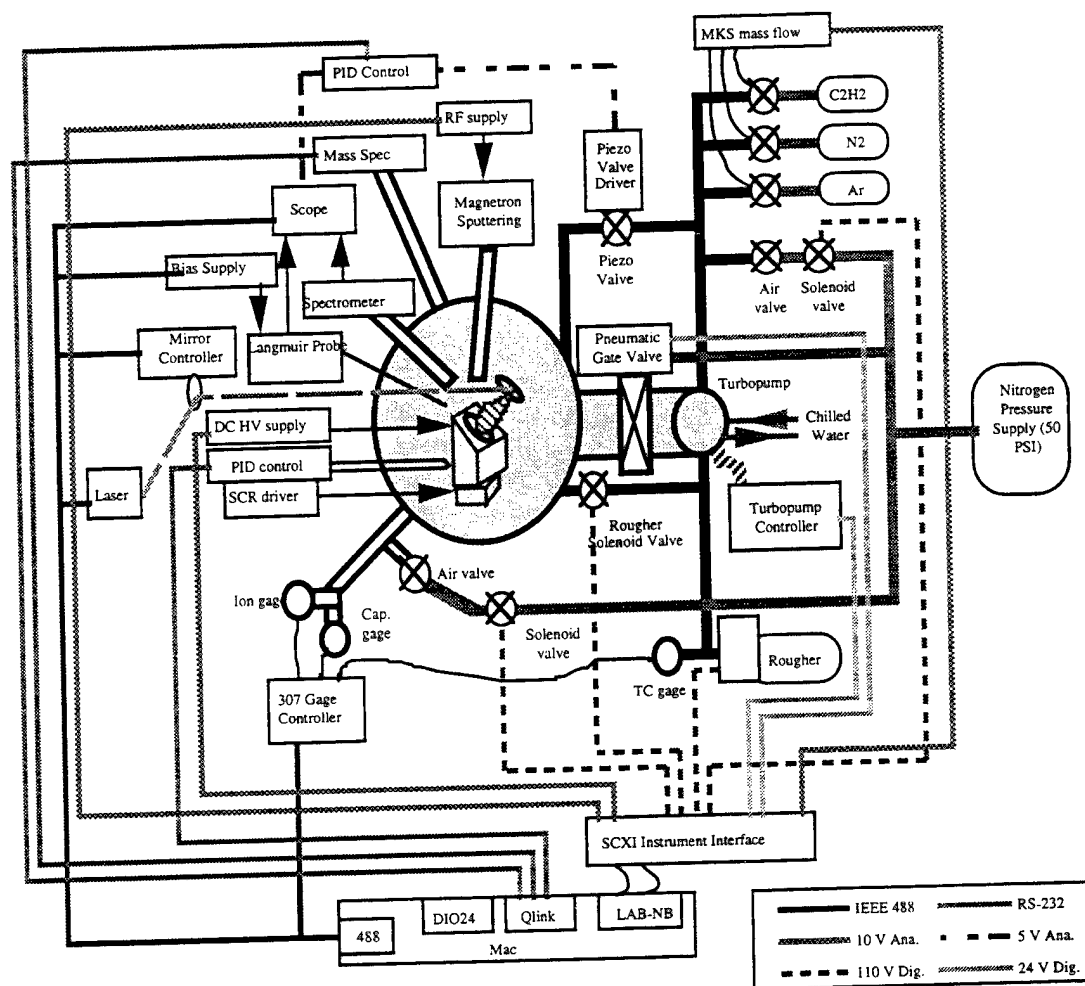 MKS mass flow
PID Control
C2H2
RF supply
N2
Mass Spec
Piezo
Valve
Driver
Ar
Scope
Magnetron
Sputtering
Bias Supply
Piezo
Valve
Air
valve
Solenoid
valve
Spectrometer
Mirror
Controller
Langmuir Probe
Pneumatic
Gate Valve
Turbopump
Nitrogen
Pressure
Supply (50
PSI)
DC HV supply
Chilled
Water
PID control
Laser
SCR driver
Rougher
Solenoid Valve
Turbopump
Controller
Air valve
Ion gage
Cap.
gage
Solenoid
valve
Rougher
TC gage
307 Gage
Controller
SCXI Instrument Interface
DIO24
Qlink
LAB-NB
488
Mac
IEEE 488
RS-232
10 V Ana.
5 V Ana.
110 V Dig.
24 V Dig.